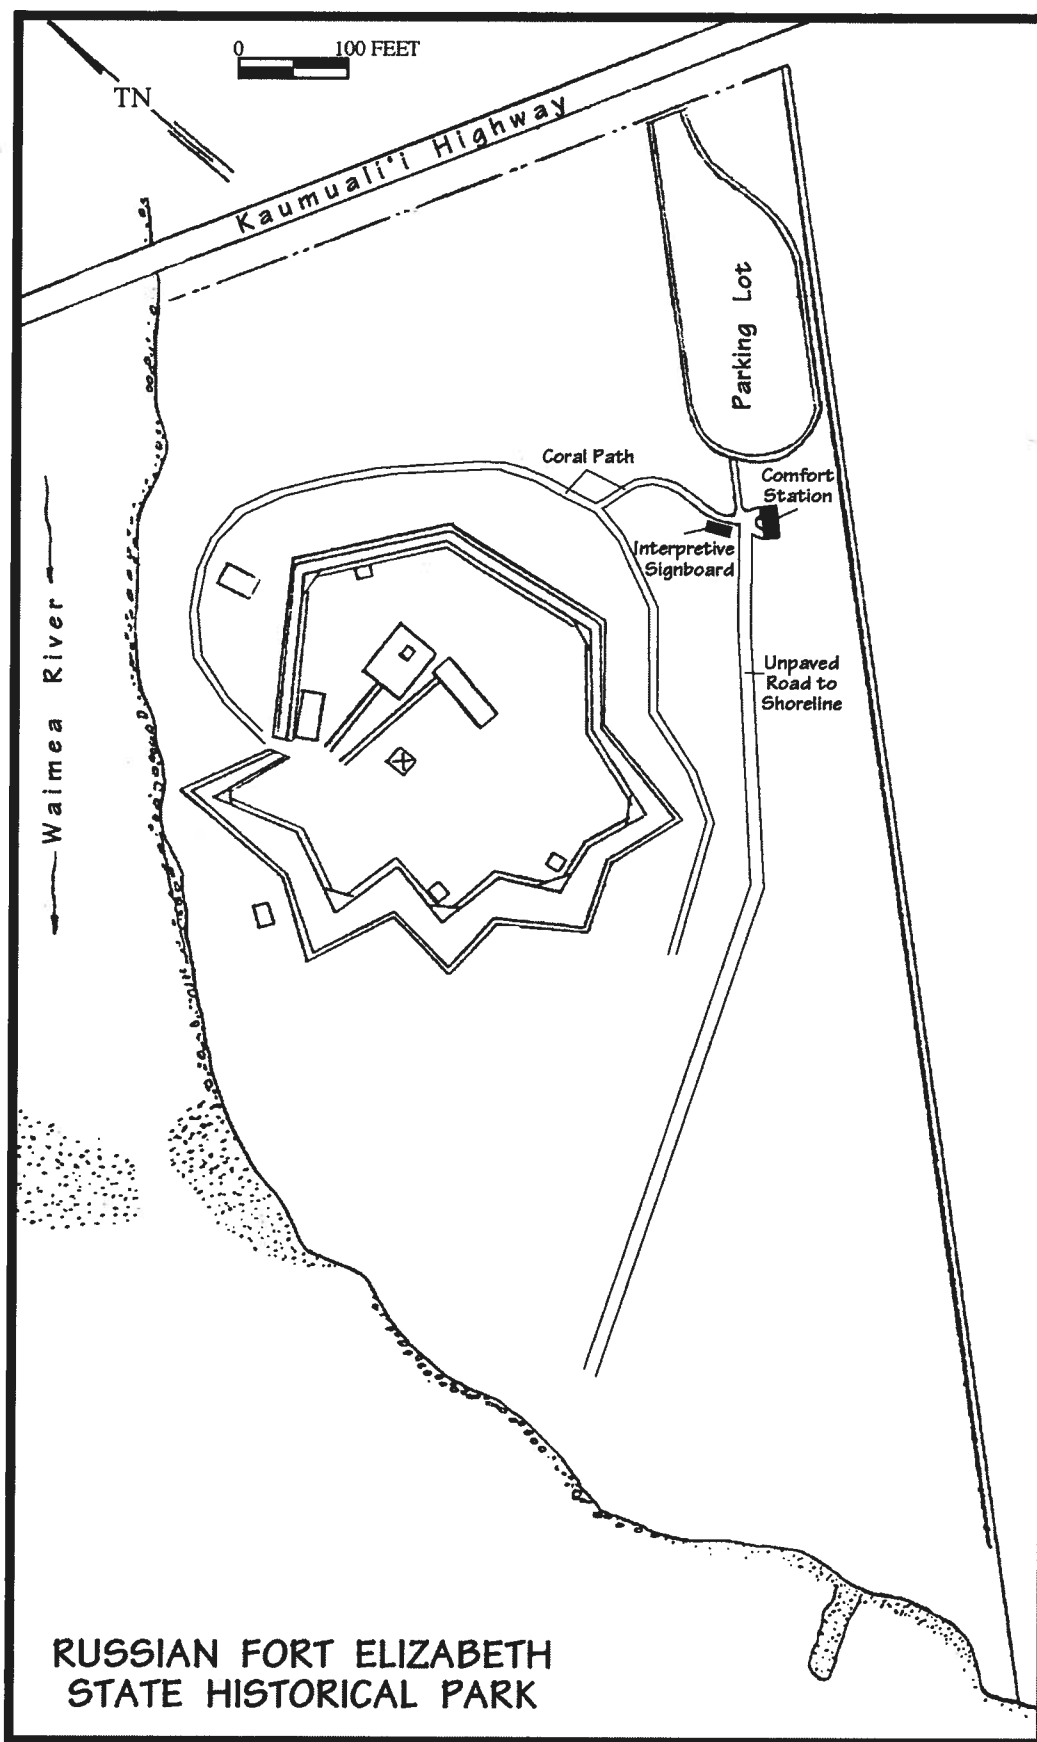 0 100 FEET
TN
Kaumuali'i Highway
Parking Lot
Coral Path
Comfort
Station
Interpretive
Signboard
Waimea River
Unpaved
Road to
Shoreline
RUSSIAN FORT ELIZABETH
STATE HISTORICAL PARK